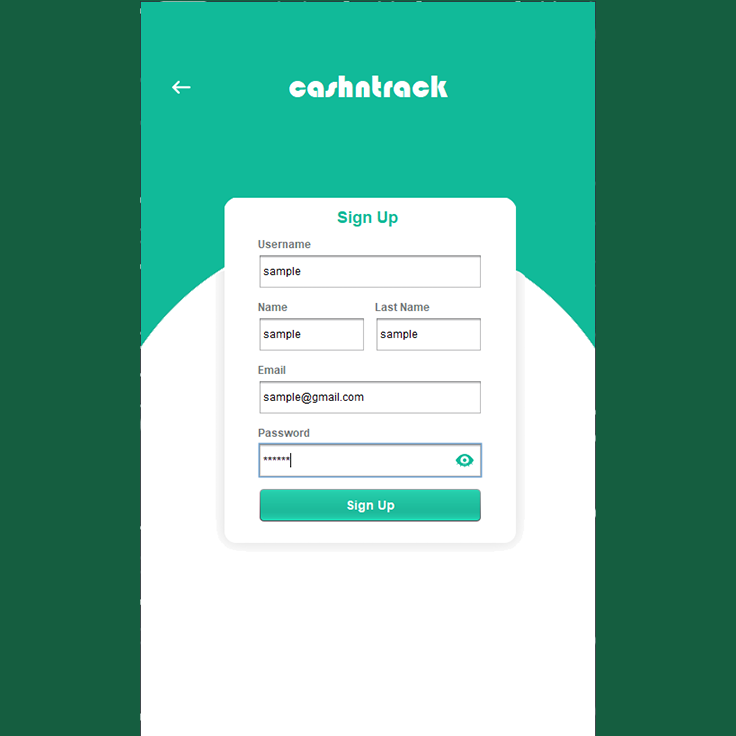 cashntrack
Sign Up
Username
sample
Name Last Name
sample sample
Email
sample@gmail.com
Password
******
Sign Up